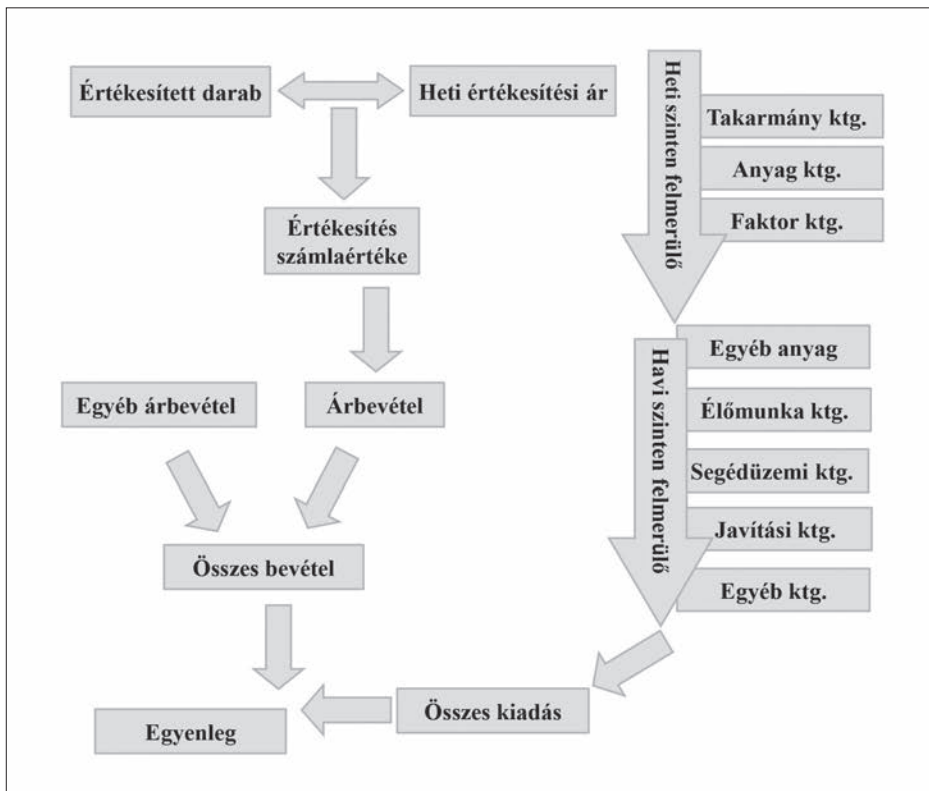 Értékesített darab
Heti értékesítési ár
Értékesítés
számlaértéke
Egyéb árbevétel
Árbevétel
Összes bevétel
Egyenleg
Összes kiadás
Heti szinten felmerülő
Takarmány ktg.
Anyag ktg.
Faktor ktg.
Havi szinten felmerülő
Egyéb anyag
Élőmunka ktg.
Segédüzemi ktg.
Javítási ktg.
Egyéb ktg.